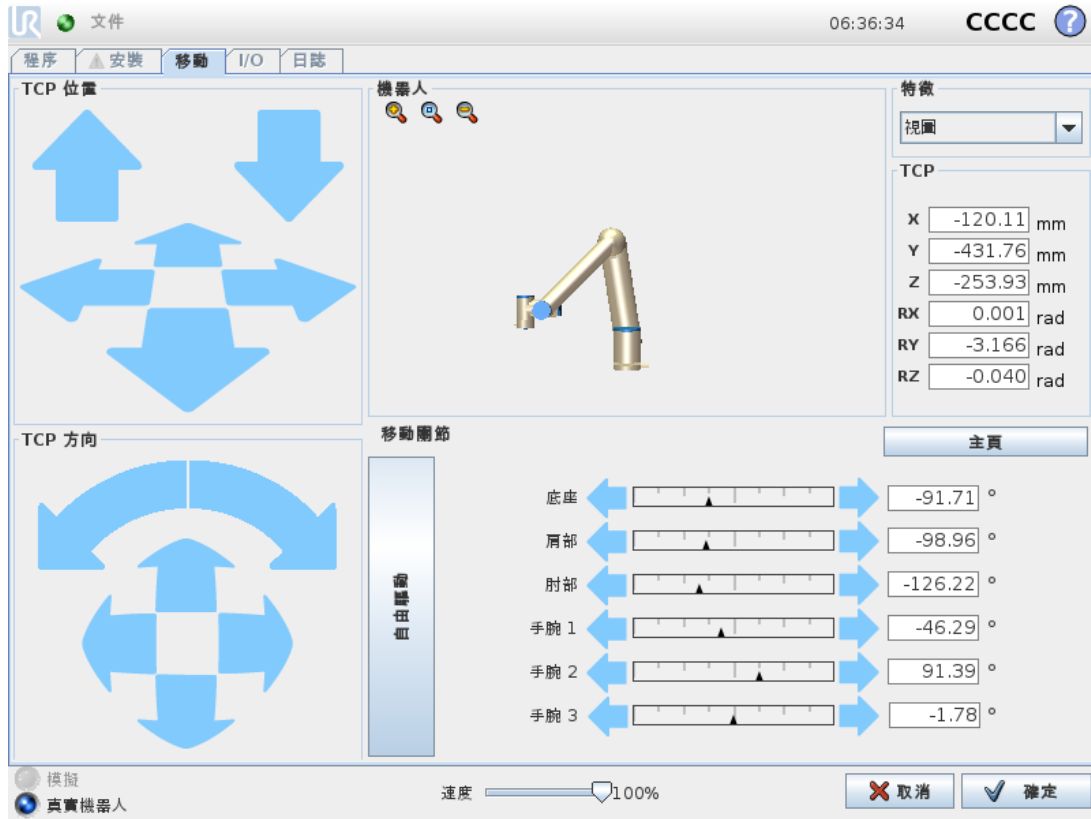 UR 文件 06:36:34 CCCC ?
程序 安裝 移動 I/O 日誌
TCP 位置
機器人
特徵
視圖
TCP
X -120.11 mm
Y -431.76 mm
Z -253.93 mm
RX 0.001 rad
RY -3.166 rad
RZ -0.040 rad
TCP 方向
移動關節
主頁
自由驅動
底座 -91.71 °
肩部 -98.96 °
肘部 -126.22 °
手腕 1 -46.29 °
手腕 2 91.39 °
手腕 3 -1.78 °
模擬
真實機器人
速度 100%
取消
確定